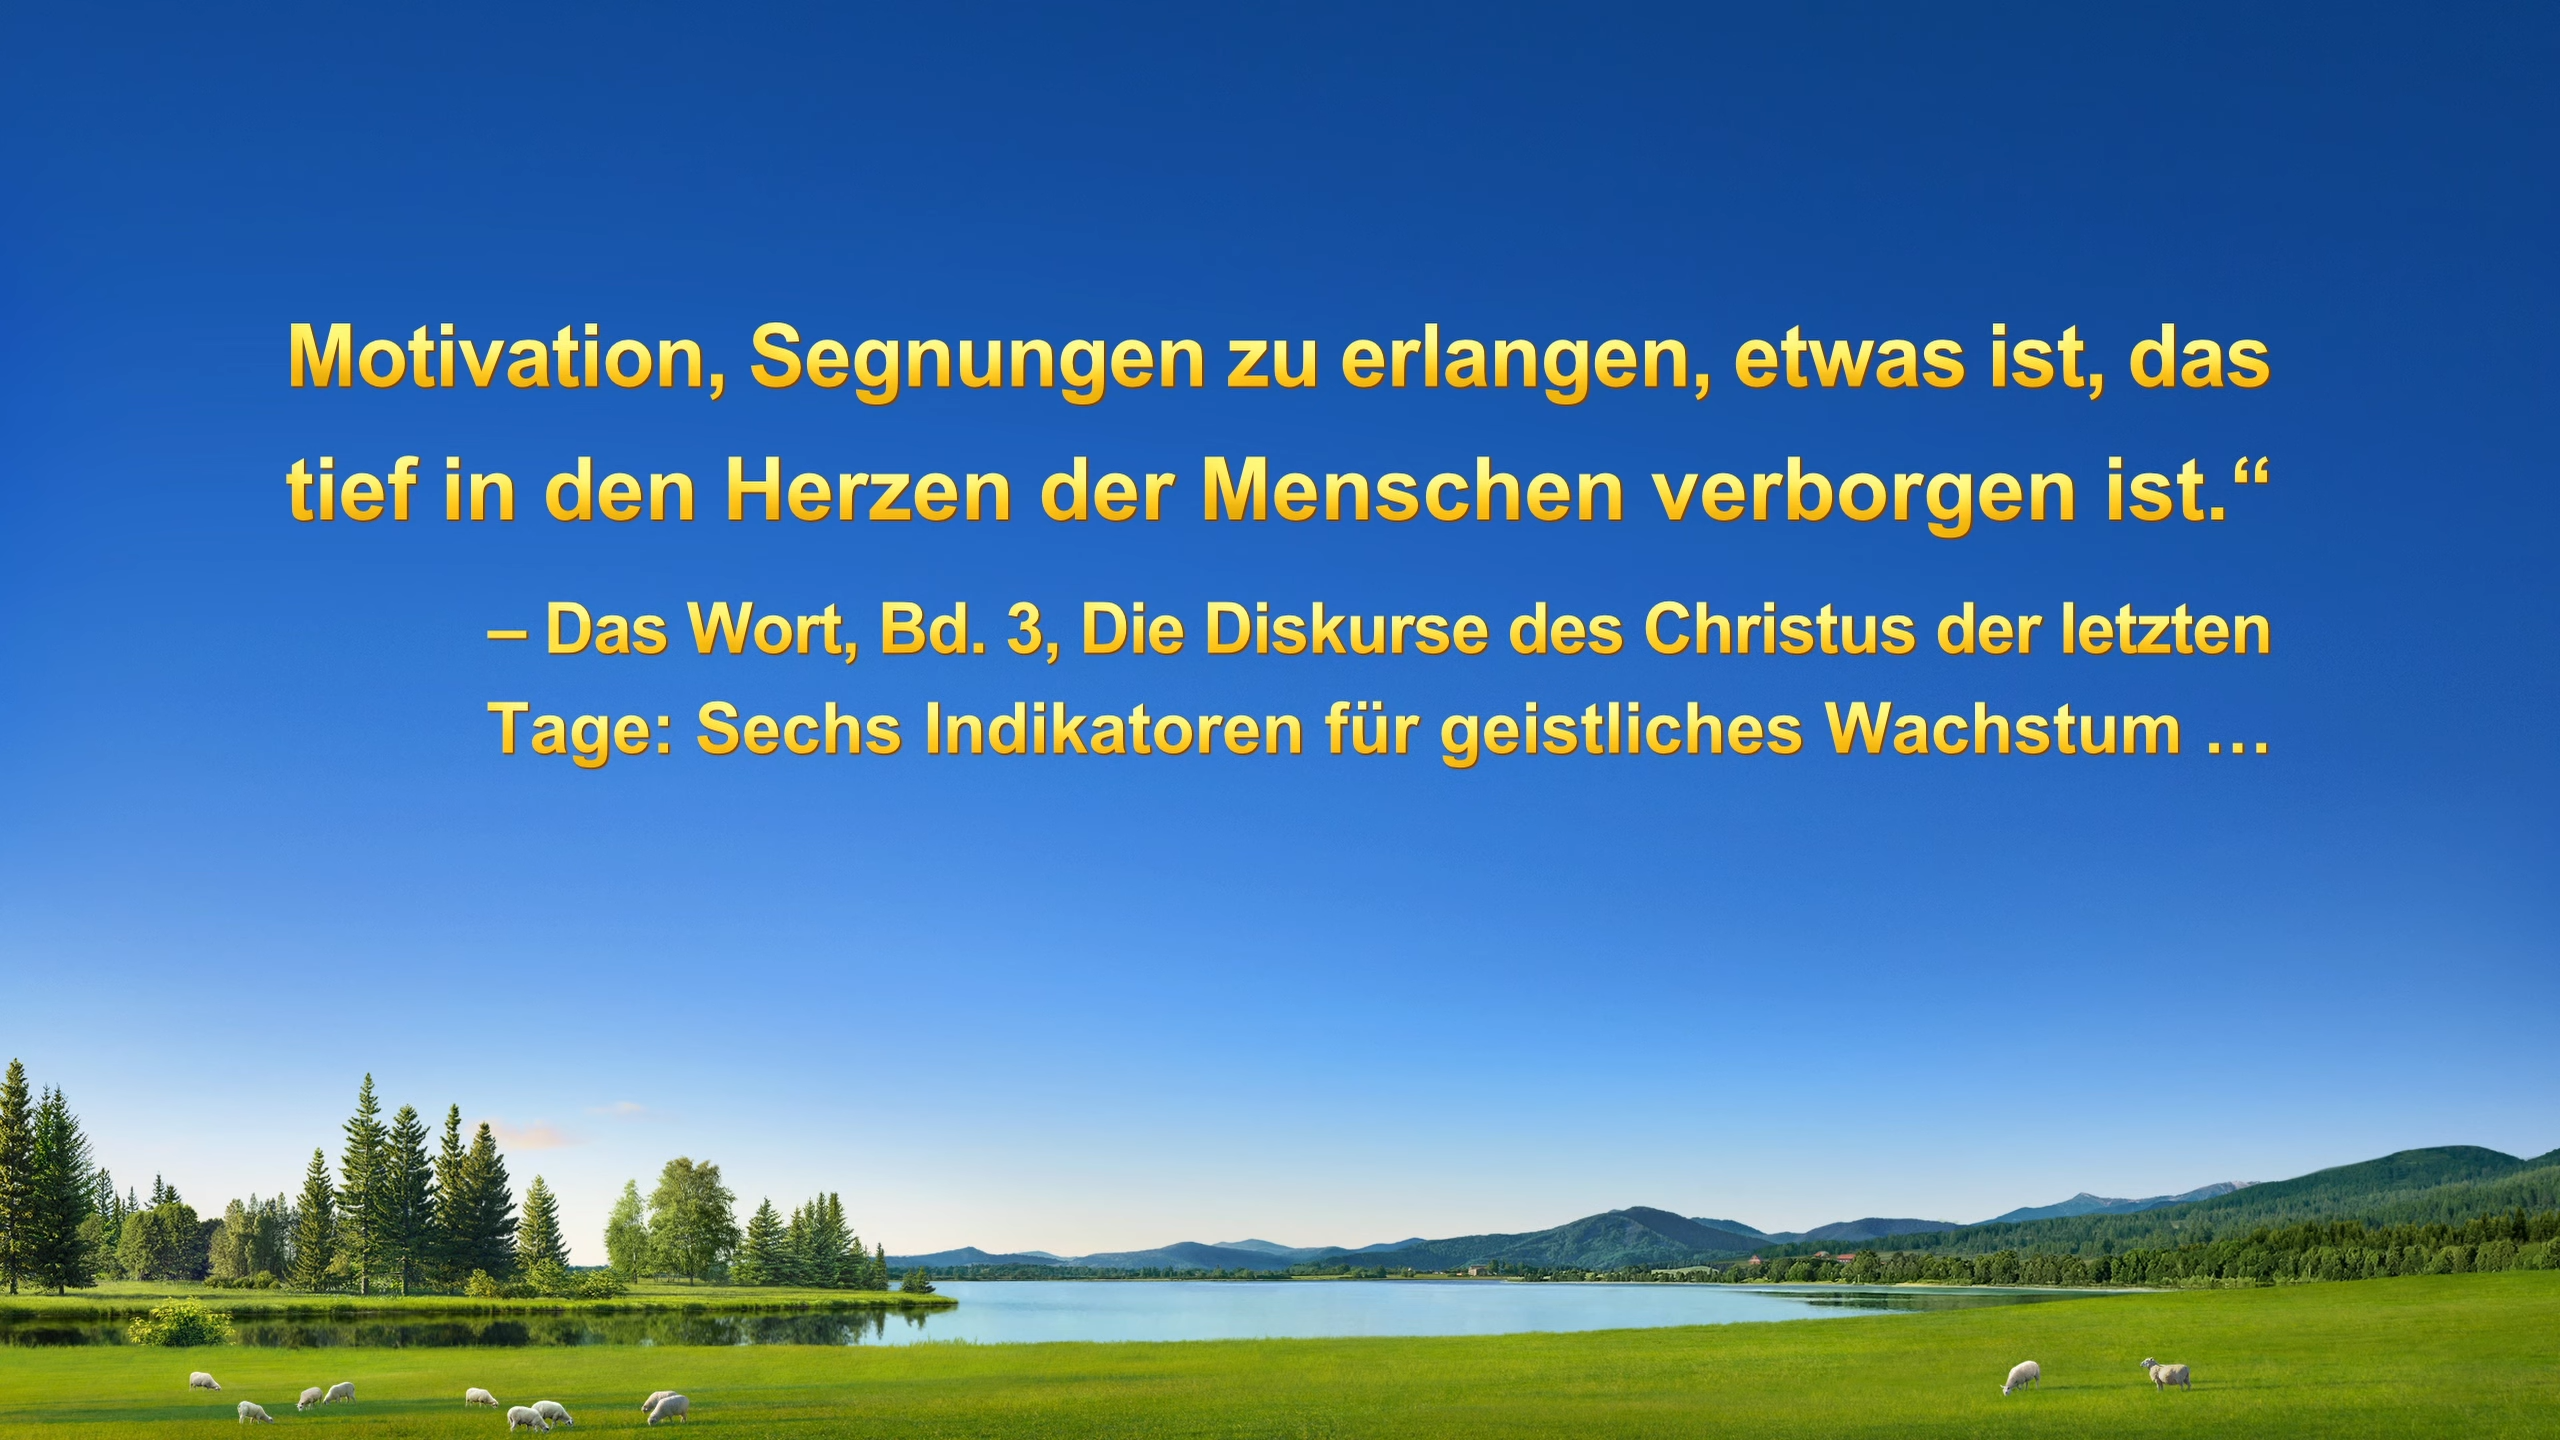 Motivation, Segnungen zu erlangen, etwas ist, das
tief in den Herzen der Menschen verborgen ist.“
– Das Wort, Bd. 3, Die Diskurse des Christus der letzten
Tage: Sechs Indikatoren für geistliches Wachstum …